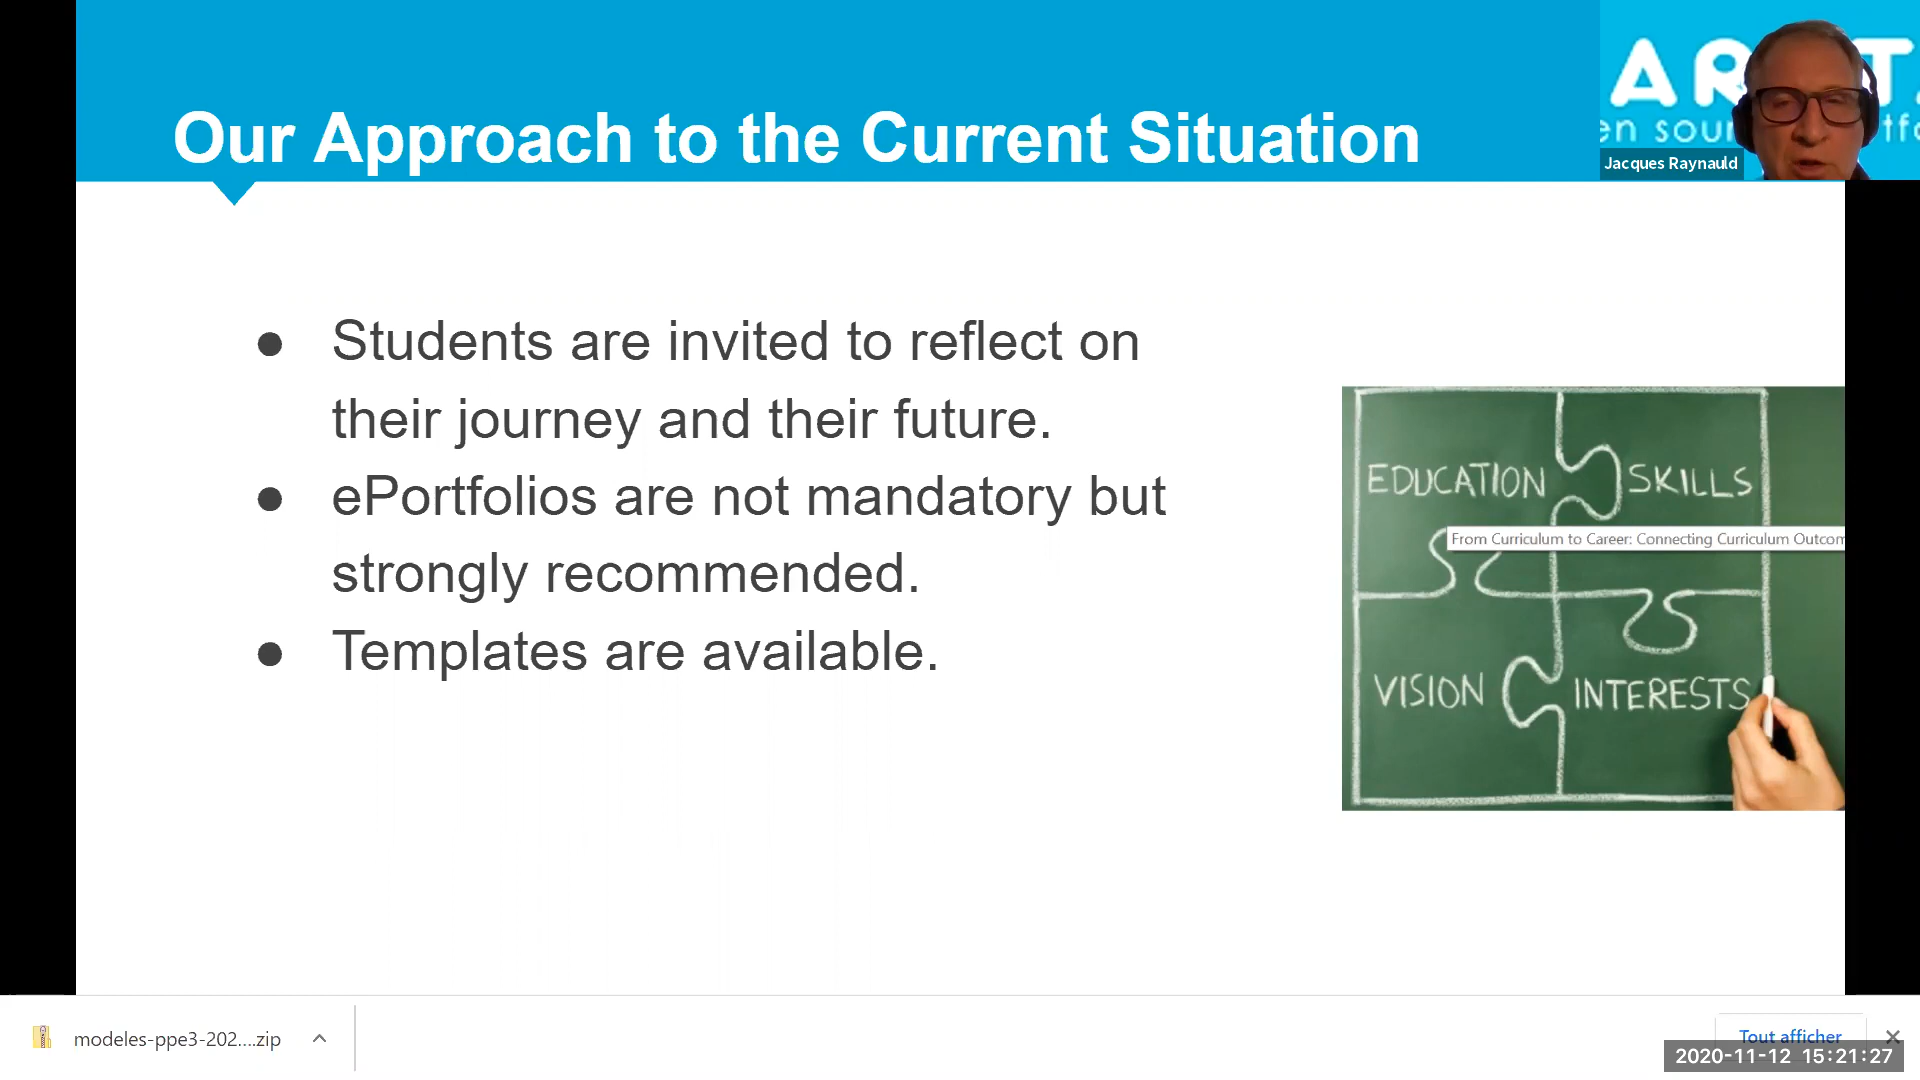 Our Approach to the Current Situation
Jacques Raynauld
● Students are invited to reflect on
their journey and their future.
● ePortfolios are not mandatory but
strongly recommended.
● Templates are available.
EDUCATION SKILLS
From Curriculum to Career: Connecting Curriculum Outcom
VISION INTERESTS
modeles-ppe3-202....zip
Tout afficher
2020-11-12 15:21:27